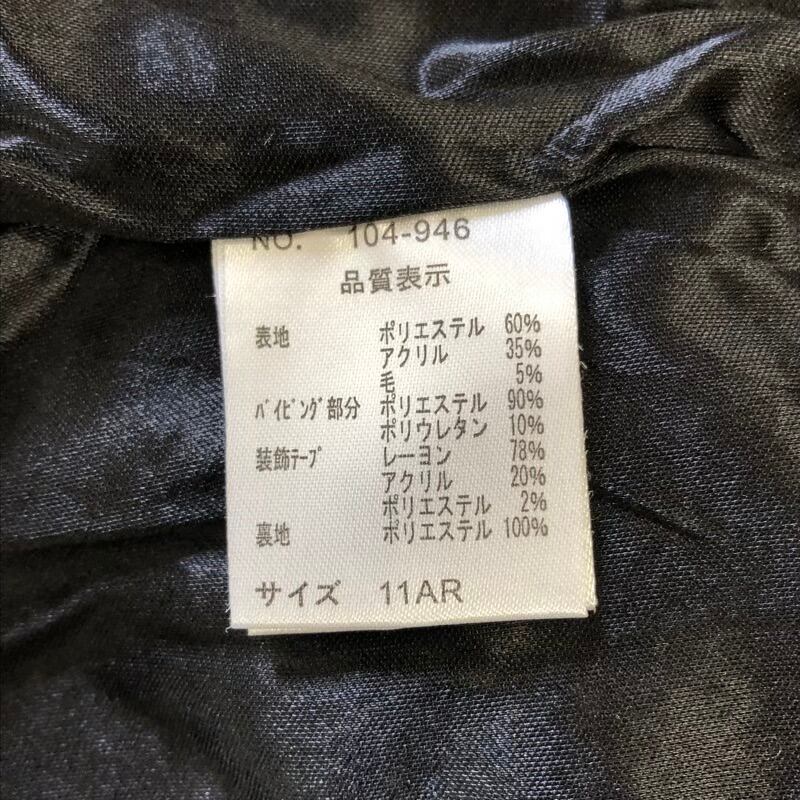 NO. 104-946
品質表示
表地 ポリエステル 60%
アクリル 35%
毛 5%
ﾊﾟｲﾋﾟﾝｸﾞ部分 ポリエステル 90%
ポリウレタン 10%
装飾ﾃｰﾌﾟ レーヨン 78%
アクリル 20%
ポリエステル 2%
裏地 ポリエステル 100%
サイズ 11AR